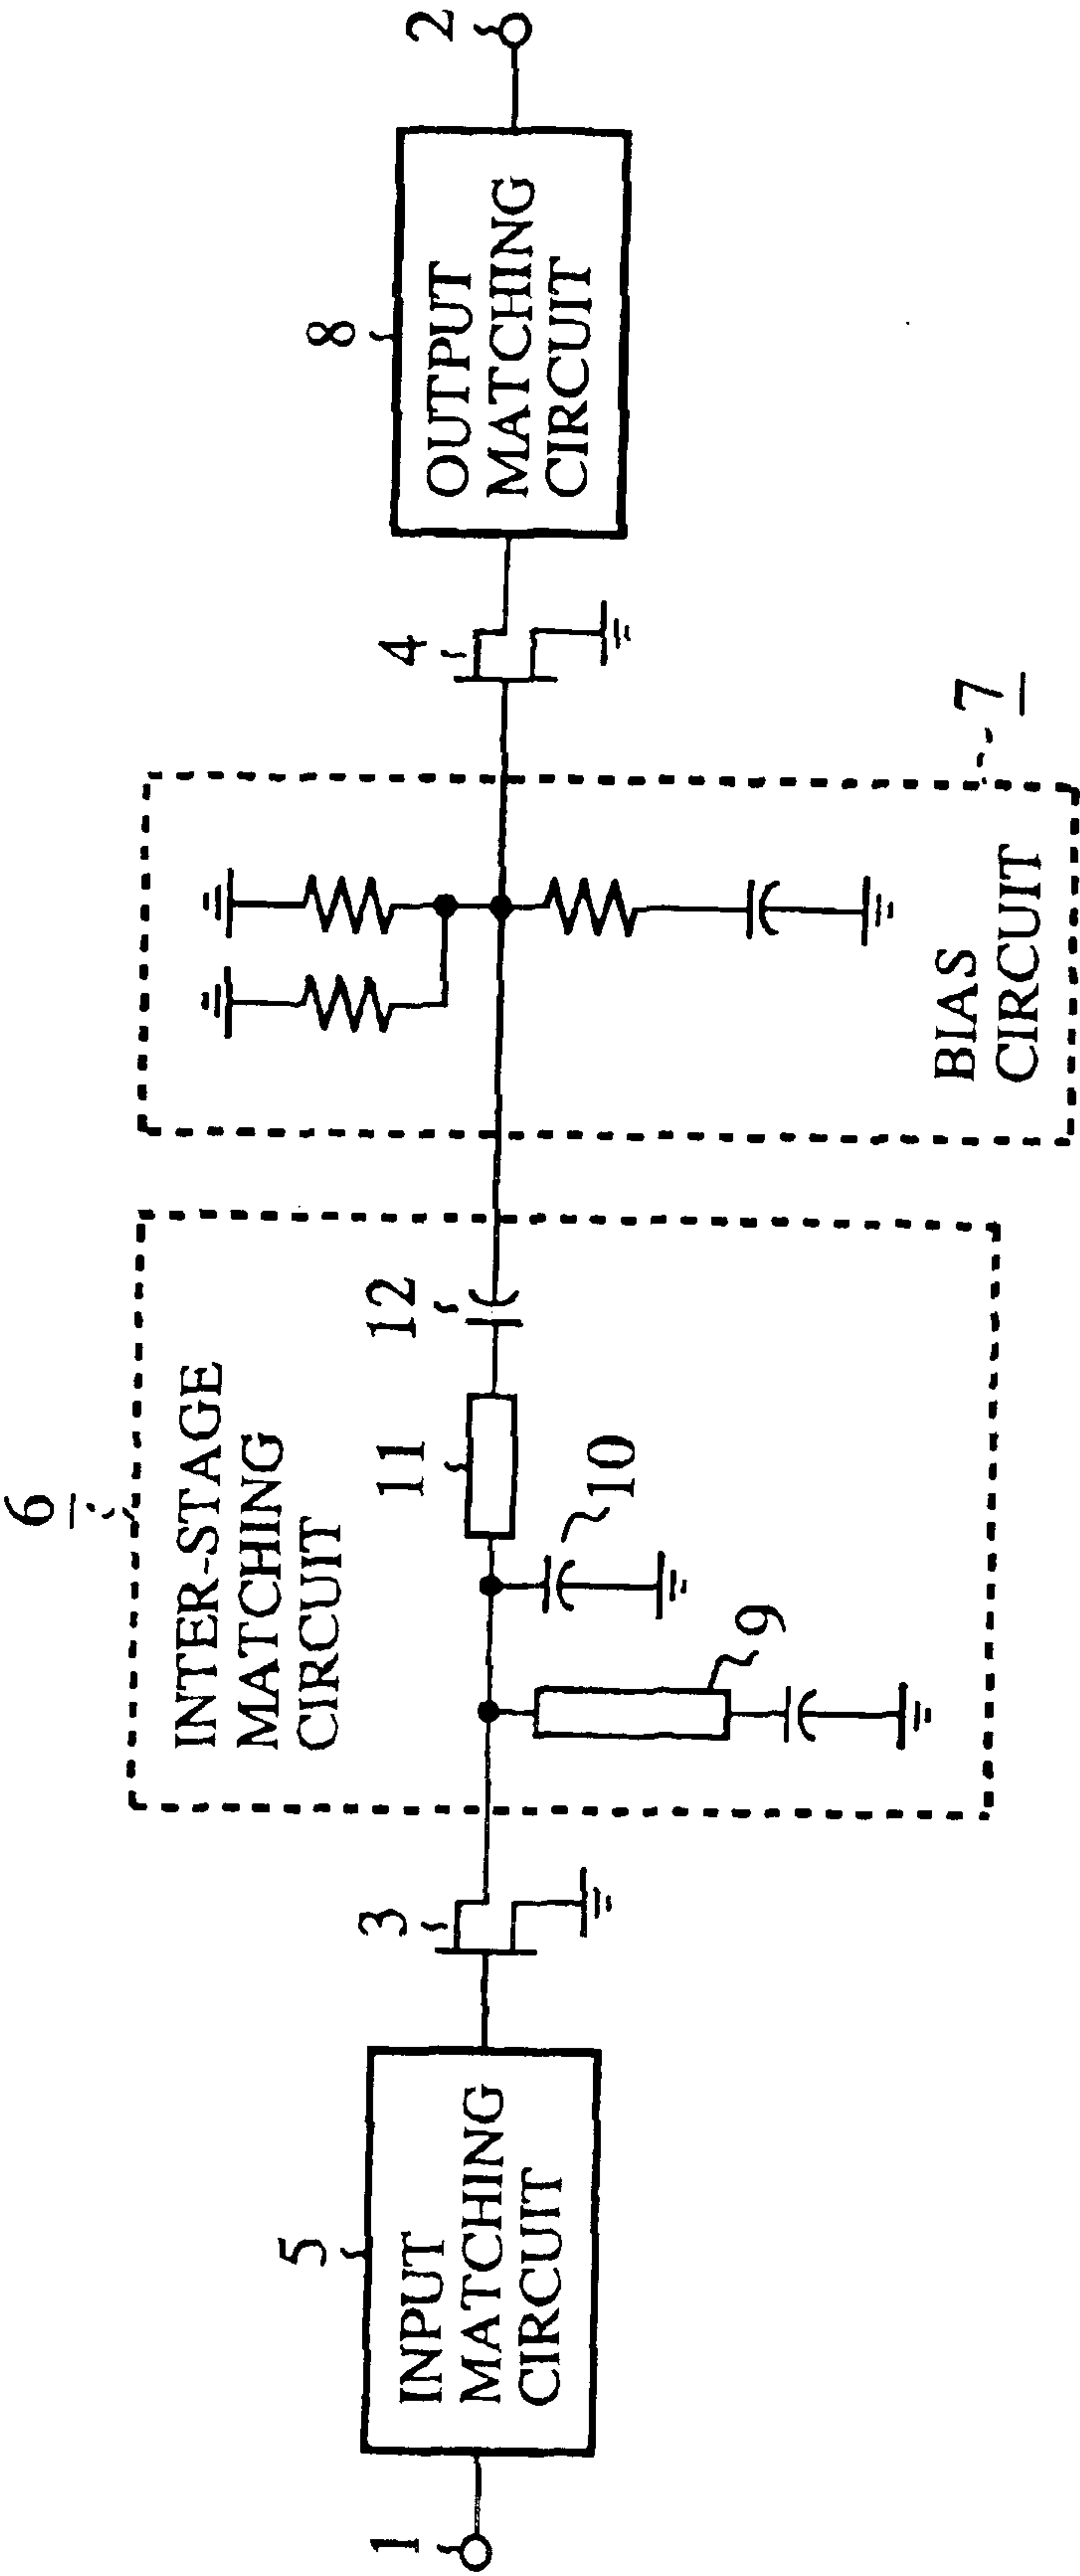 1
5
INPUT
MATCHING
CIRCUIT
3
6
INTER-STAGE
MATCHING
CIRCUIT
9
10
11
12
7
BIAS
CIRCUIT
4
8
OUTPUT
MATCHING
CIRCUIT
2